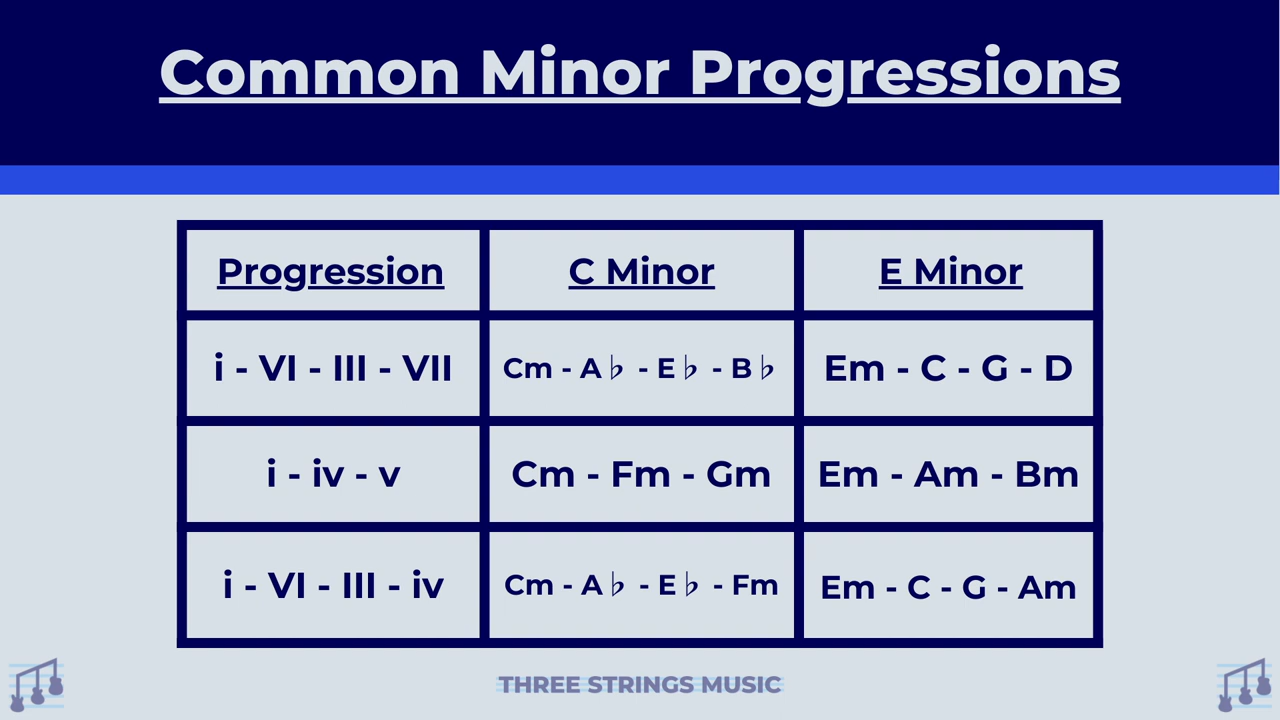 Common Minor Progressions
Progression C Minor E Minor
i - VI - III - VII Cm - A♭ - E♭ - B♭ Em - C - G - D
i - iv - v Cm - Fm - Gm Em - Am - Bm
i - VI - III - iv Cm - A♭ - E♭ - Fm Em - C - G - Am
THREE STRINGS MUSIC